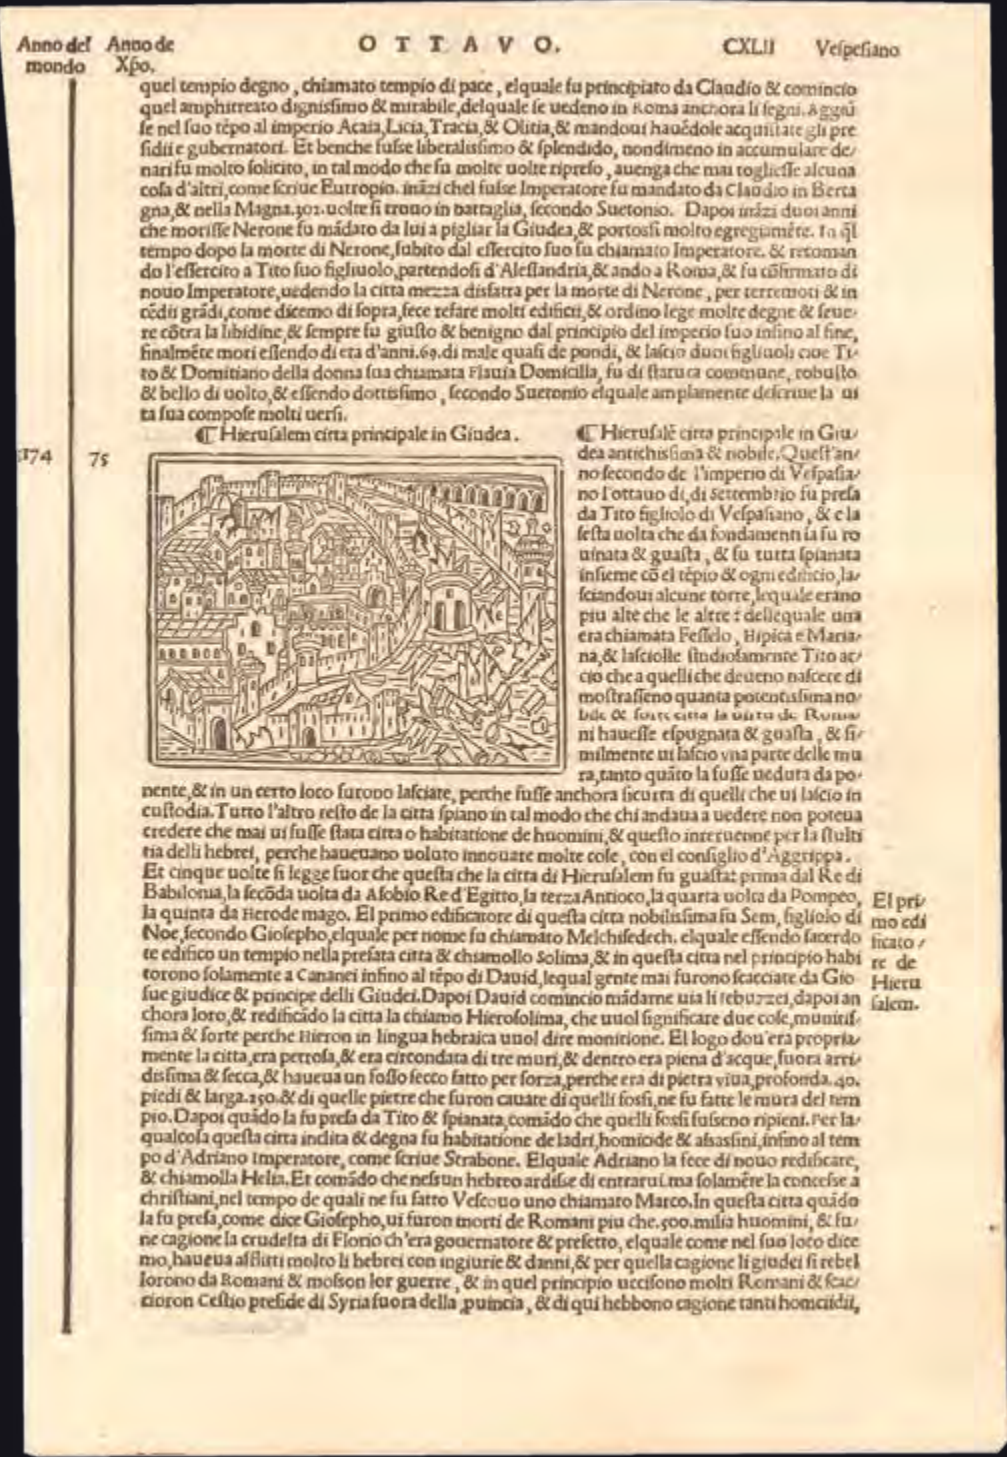 Anno del mondo Anno de Xp̃o. OTTAVO. CXLII Veſpeſiano
quel tempio degno, chiamato tempio di pace, elquale fu principiato da Claudio & comincio
quel amphitreato digniſſimo & mirabile, delquale ſe uedeno in Roma anchora li ſegni. Aggiũ
ſe nel ſuo tẽpo al imperio Acaia, Licia, Tracia, & Olitia, & mandoui hauẽdole acquiſtate gli pre
ſidii e gubernatori. Et benche fuſſe liberaliſſimo & ſplendido, nondimeno in accumulare de/
nari fu molto ſolicito, in tal modo che fu molte uolte ripreſo, auenga che mai toglieſſe alcuna
coſa d'altri, come ſcriue Eutropio. inãzi chel fuſſe Imperatore fu mandato da Claudio in Berta
gna, & nella Magna. 302. uolte ſi trouo in battaglia, ſecondo Suetonio. Dapoi inãzi duoi anni
che moriſſe Nerone fu mãdato da lui a pigliar la Giudea, & portoſſi molto egregiamẽte. In q̃l
tempo dopo la morte di Nerone, ſubito dal eſſercito ſuo fu chiamato Imperatore. & retornan
do l'eſſercito a Tito ſuo figliuolo, partendoſi d'Aleſſandria, & ando a Roma, & fu cõfirmato di
nouo Imperatore, uedendo la citta mezza disfatta per la morte di Nerone, per terremoti & in
cẽdii grãdi, come dicemo di ſopra, fece refare molti edificii, & ordino lege molte degne & ſeue/
re cõtra la libidine, & ſempre fu giuſto & benigno dal principio del imperio ſuo infino al fine,
finalmẽte mori eſſendo di eta d'anni. 69. di male quaſi de pondi, & laſcio duoi figliuoli cioe Ti/
to & Domitiano della donna ſua chiamata Flauia Domicilla, fu di ſtatura commune, robuſto
& bello di uolto, & eſſendo dottiſſimo, ſecondo Suetonio elquale amplamente deſcriue la ui
ta ſua compoſe molti uerſi.
¶ Hieruſalem citta principale in Giudea.
174 75
¶ Hieruſalẽ citta principale in Giu/
dea antichiſſima & nobile. Queſt'an/
no ſecondo de l'imperio di Veſpaſia/
no l'ottauo di, di Settembrio fu preſa
da Tito figliolo di Veſpaſiano, & e la
ſeſta uolta che da fondamenti ſia fu ro
uinata & guaſta, & fu tutta ſpianata
inſieme cõ el tẽpio & ogni edificio, la/
ſciandoui alcune torre, lequale erano
piu alte che le altre: dellequale una
era chiamata Feſſelo, Hipica e Maria/
na, & laſciolle ſtudioſamente Tito ac/
cio che a quelli che deueno naſcere di
moſtraſſeno quanta potentiſſima no/
bile & forte citta la uirtu de Roma/
ni haueſſe eſpugnata & guaſta, & ſi/
milmente ui laſcio vna parte delle mu
ra, tanto quãto la fuſſe ueduta da po/
nente, & in un certo loco furono laſciate, perche fuſſe anchora ſicurta di quelli che ui laſcio in
cuſtodia. Tutto l'altro reſto de la citta ſpiano in tal modo che chi andaua a uedere non poteua
credere che mai ui fuſſe ſtata citta o habitatione de huomini, & queſto interuenne per la ſtulti
tia delli hebrei, perche haueuano uoluto innouare molte coſe, con el conſiglio d'Aggrippa.
Et cinque uolte ſi legge fuor che queſta che la citta di Hieruſalem fu guaſta: prima dal Re di
Babilonia, la ſecõda uolta da Aſobio Re d'Egitto, la terza Antioco, la quarta uolta da Pompeo,
la quinta da Herode mago. El primo edificatore di queſta citta nobiliſſima fu Sem, figliolo di
Noe, ſecondo Gioſepho, elquale per nome fu chiamato Melchiſedech. elquale eſſendo ſacerdo
te edifico un tempio nella prefata citta & chiamollo Solima, & in queſta citta nel principio habi
torono ſolamente a Cananei infino al tẽpo di Dauid, lequal gente mai furono ſcacciate da Gio
ſue giudice & principe delli Giudei. Dapoi Dauid comincio mãdarne uia li Iebuzzei, dapoi an
chora loro, & redificãdo la citta la chiamo Hieroſolima, che uuol ſignificare due coſe, munitiſ-
ſima & forte perche Hieron in lingua hebraica uuol dire monitione. El logo dou'era propria/
mente la citta, era petroſa, & era circondata di tre muri, & dentro era piena d'acque, fuora arri/
diſſima & ſecca, & haueua un foſſo ſecco fatto per forza, perche era di pietra viua, profonda. 40.
piedi & larga. 250. & di quelle pietre che furon cauate di quelli foſſi, ne fu fatte le mura del tem
pio. Dapoi quãdo la fu preſa da Tito & ſpianata, comãdo che quelli foſſi fuſſeno ripieni. Per la/
qualcoſa queſta citta indita & degna fu habitatione de ladri, homicide & aſſaſſini, infino al tem
po d'Adriano Imperatore, come ſcriue Strabone. Elquale Adriano la fece di nouo redificare,
& chiamolla Helia. Et comãdo che neſſun hebreo ardiſſe di entrarui. ma ſolamẽte la conceſſe a
chriſtiani, nel tempo de quali ne fu fatto Veſcouo uno chiamato Marco. In queſta citta quãdo
la fu preſa, come dice Gioſepho, ui furon morti de Romani piu che. 500. milia huomini, & fu/
ne cagione la crudelta di Florio ch'era gouernatore & prefetto, elquale come nel ſuo loco dice
mo, haueua afflitti molto li hebrei con ingiurie & danni, & per quella cagione li giudei ſi rebel
lorono da Romani & moſſon lor guerre, & in quel principio ucciſono molti Romani & ſcac/
cioron Ceſtio preſide di Syria fuora della ꝓuincia, & di qui hebbono cagione tanti homicidii,
El pri/
mo edi
ficato/
re de
Hieru
ſalem.